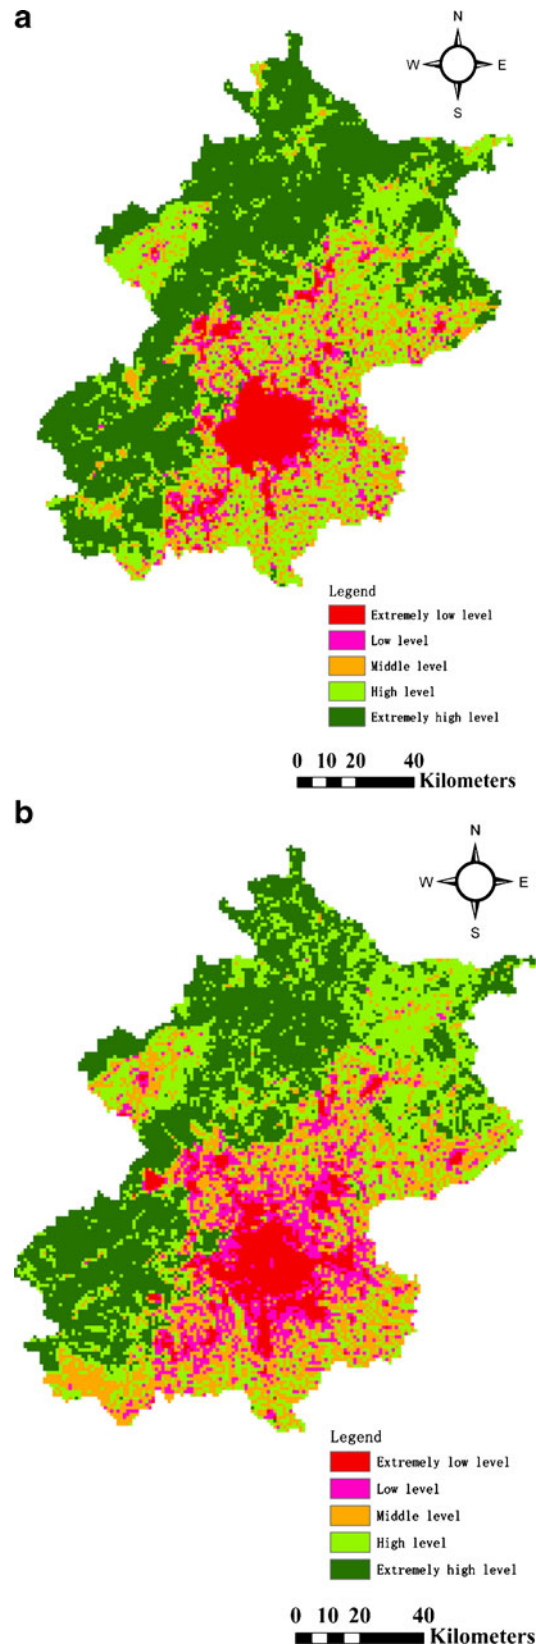 a
N
W E
S
Legend
Extremely low level
Low level
Middle level
High level
Extremely high level
0 10 20 40
Kilometers
b
N
W E
S
Legend
Extremely low level
Low level
Middle level
High level
Extremely high level
0 10 20 40
Kilometers